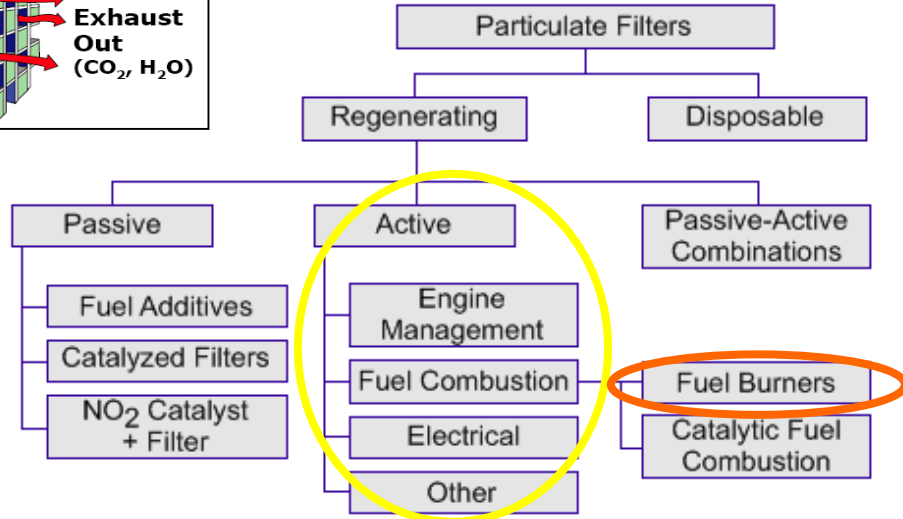 Exhaust
Out
(CO₂, H₂O)
Particulate Filters
Regenerating
Disposable
Passive
Active
Passive-Active
Combinations
Fuel Additives
Catalyzed Filters
NO₂ Catalyst
+ Filter
Engine
Management
Fuel Combustion
Electrical
Other
Fuel Burners
Catalytic Fuel
Combustion